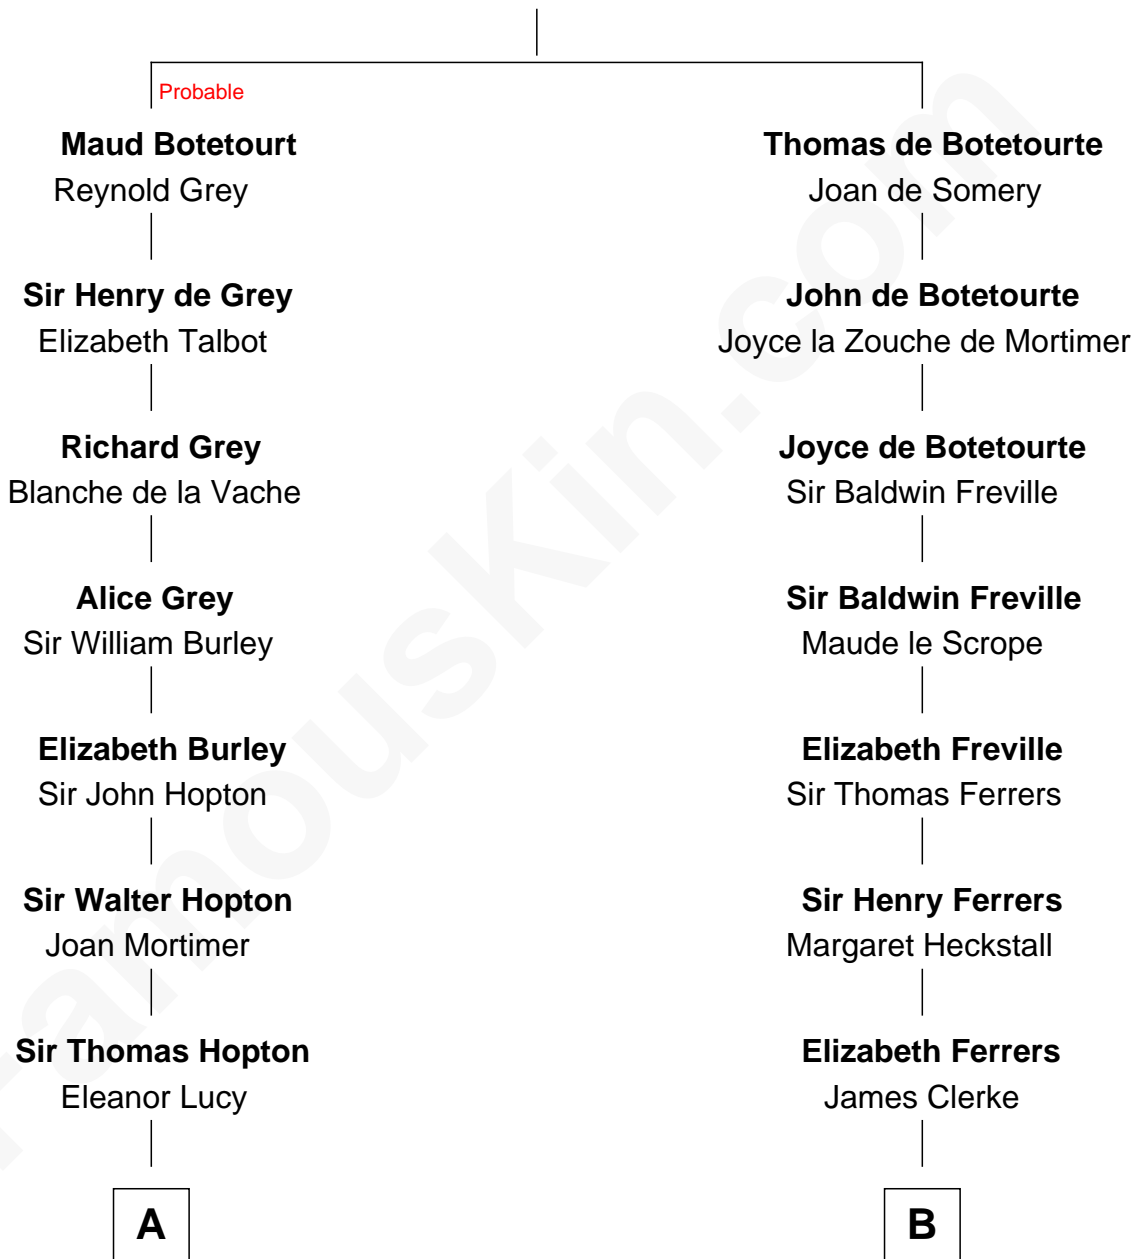 Probable
Maud Botetourt
Reynold Grey
Sir Henry de Grey
Elizabeth Talbot
Richard Grey
Blanche de la Vache
Alice Grey
Sir William Burley
Elizabeth Burley
Sir John Hopton
Sir Walter Hopton
Joan Mortimer
Sir Thomas Hopton
Eleanor Lucy
A
Thomas de Botetourte
Joan de Somery
John de Botetourte
Joyce la Zouche de Mortimer
Joyce de Botetourte
Sir Baldwin Freville
Sir Baldwin Freville
Maude le Scrope
Elizabeth Freville
Sir Thomas Ferrers
Sir Henry Ferrers
Margaret Heckstall
Elizabeth Ferrers
James Clerke
B
FamousKin.com